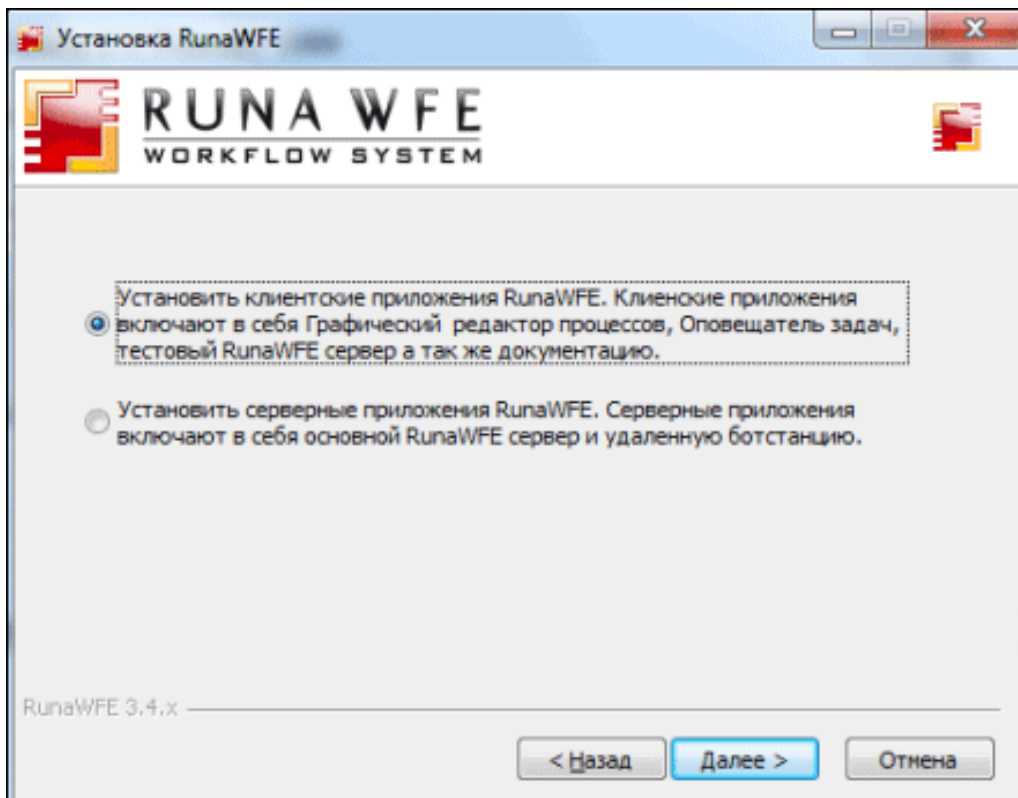 Установка RunaWFE
RUNA WFE
WORKFLOW SYSTEM
Установить клиентские приложения RunaWFE. Клиенские приложения
включают в себя Графический редактор процессов, Оповещатель задач,
тестовый RunaWFE сервер а так же документацию.
Установить серверные приложения RunaWFE. Серверные приложения
включают в себя основной RunaWFE сервер и удаленную ботстанцию.
RunaWFE 3.4.x
< Назад
Далее >
Отмена